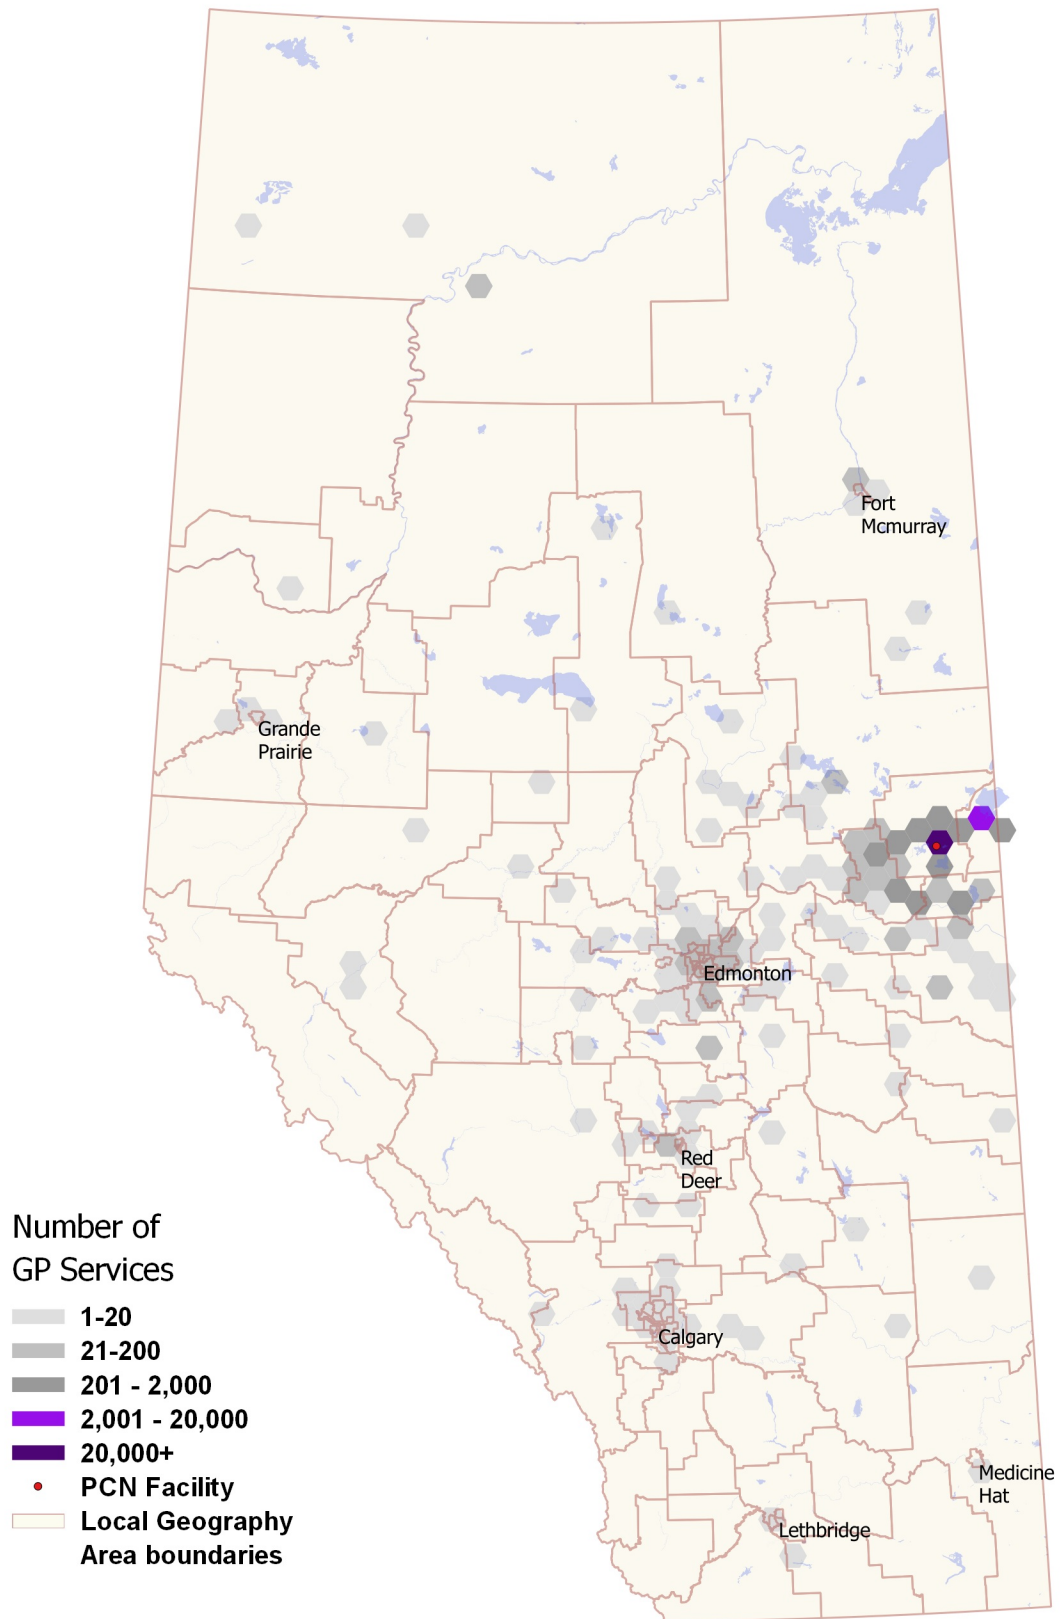 Fort
Mcmurray
Grande
Prairie
Edmonton
Red
Deer
Number of
GP Services
1-20
21-200
201 - 2,000
2,001 - 20,000
20,000+
PCN Facility
Local Geography
Area boundaries
Calgary
Medicine
Hat
Lethbridge